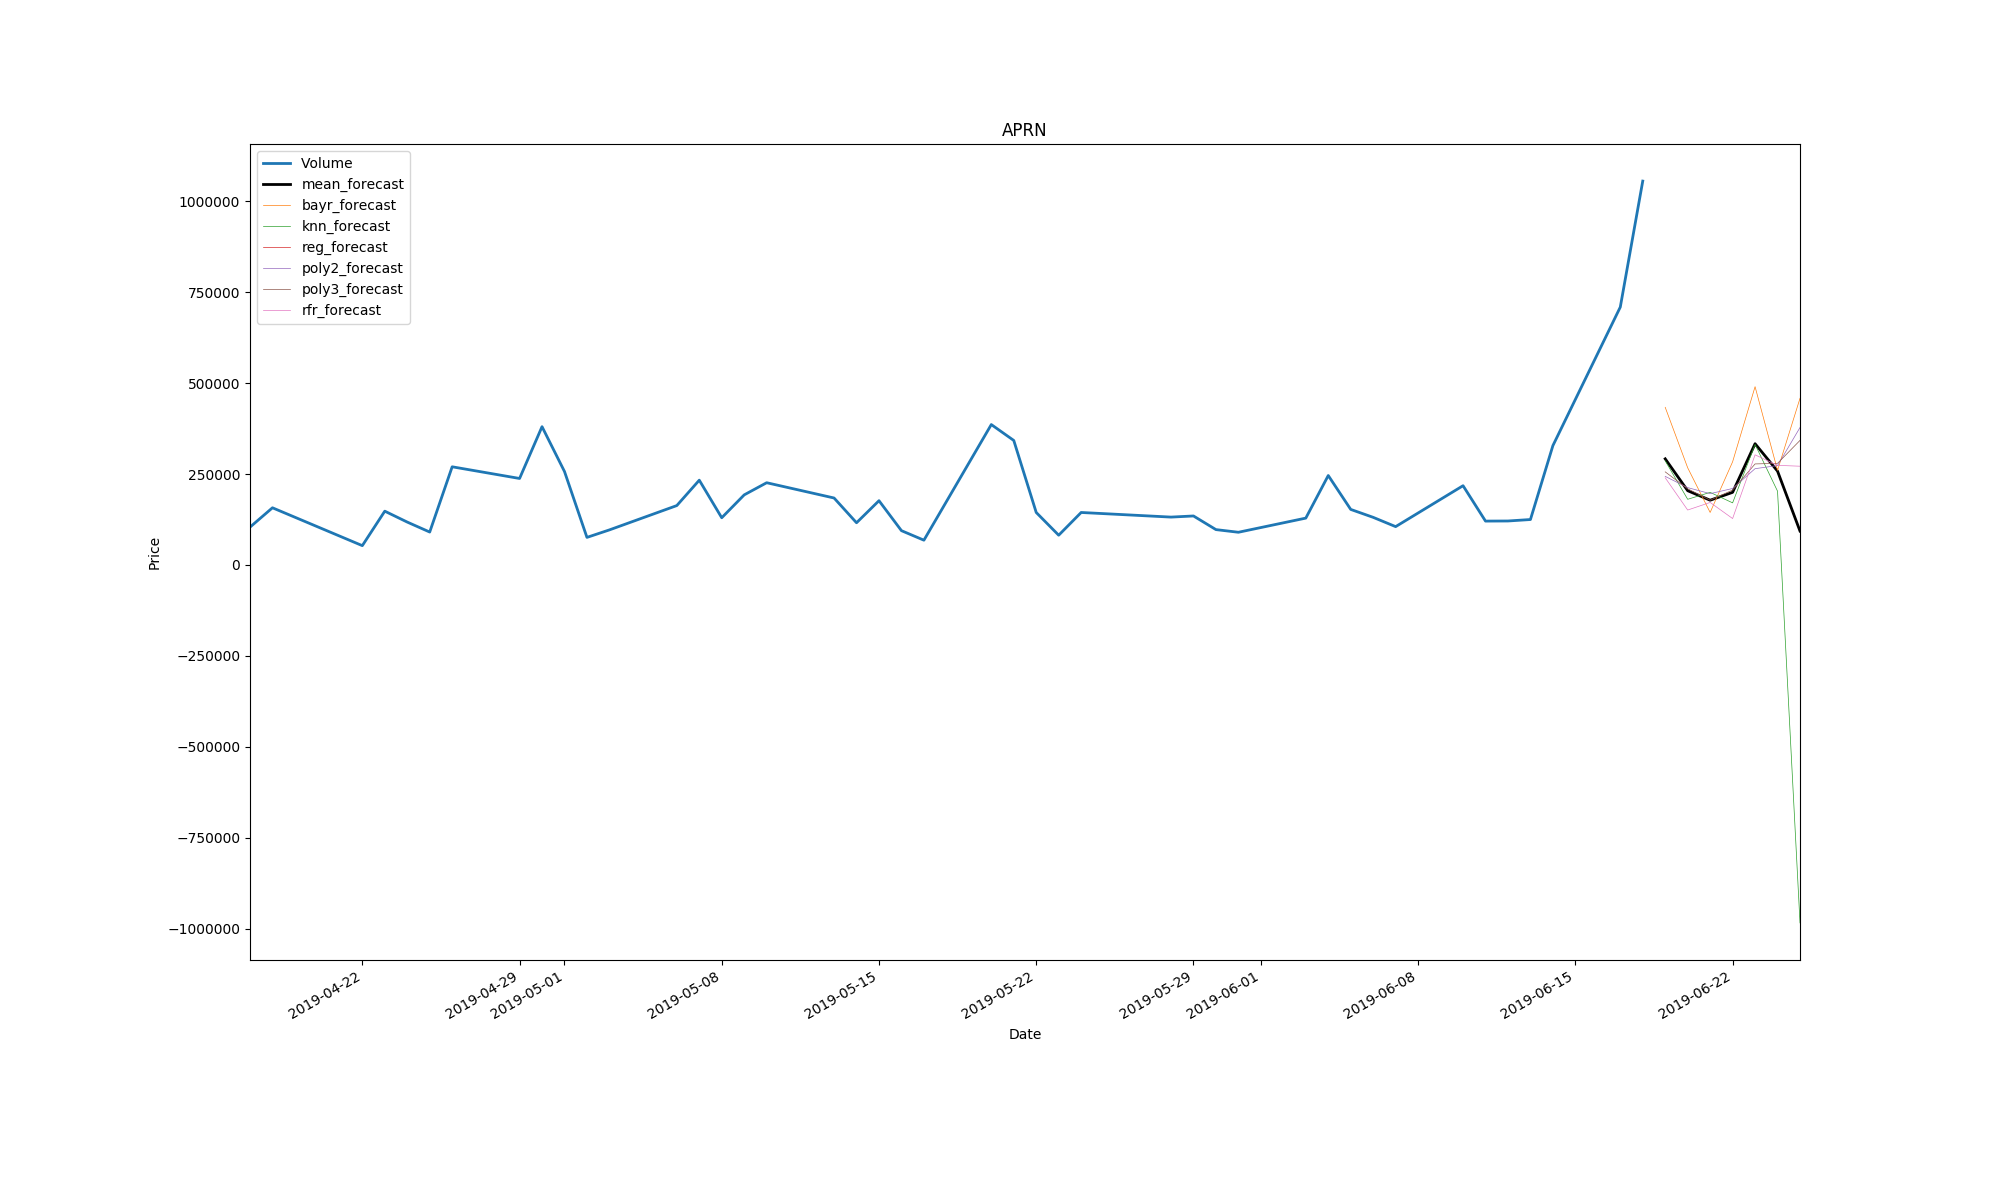 APRN
Volume
mean_forecast
bayr_forecast
knn_forecast
reg_forecast
poly2_forecast
poly3_forecast
rfr_forecast
1000000
750000
500000
250000
0
−250000
−500000
−750000
−1000000
Price
2019-04-22
2019-04-29
2019-05-01
2019-05-08
2019-05-15
2019-05-22
2019-05-29
2019-06-01
2019-06-08
2019-06-15
2019-06-22
Date